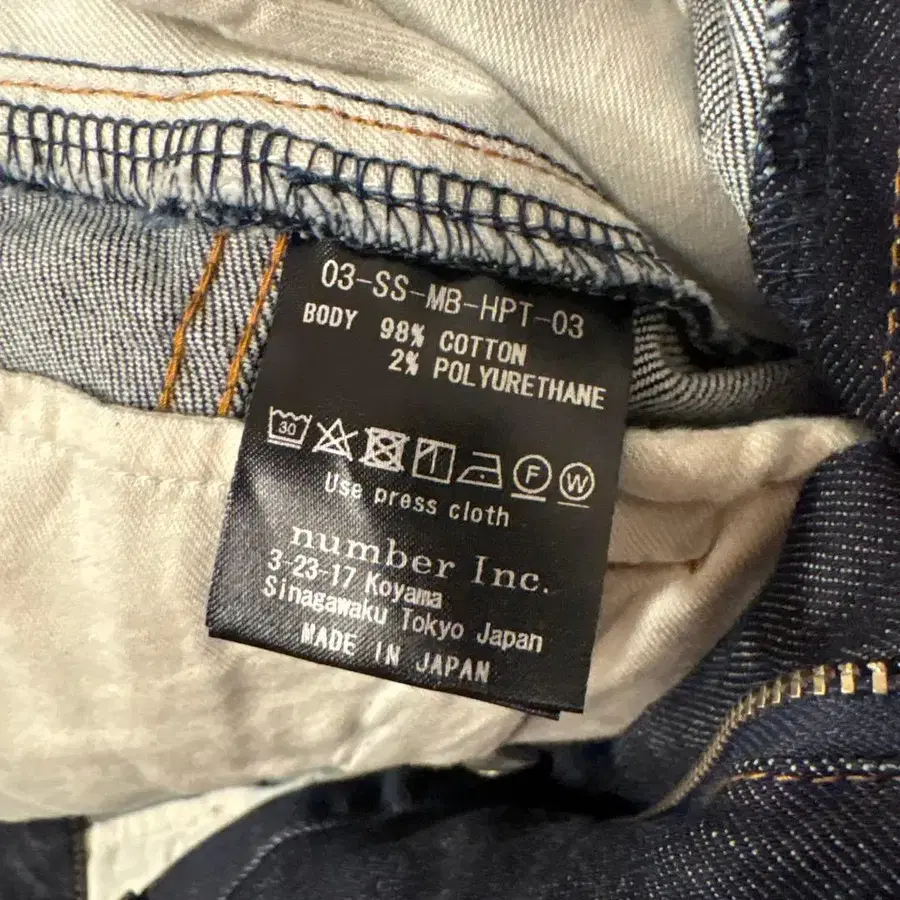 03-SS-MB-HPT-03
BODY 98% COTTON
2% POLYURETHANE
30 F W
Use press cloth
number Inc.
3-23-17 Koyama
Sinagawaku Tokyo Japan
MADE IN JAPAN